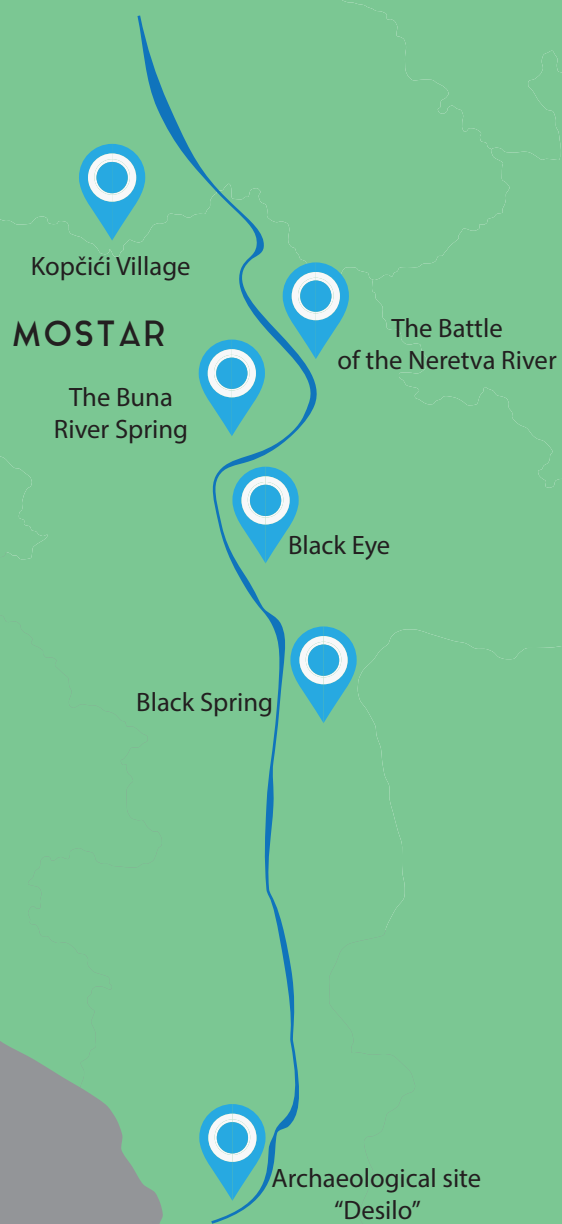 Kopčići Village
MOSTAR
The Battle
of the Neretva River
The Buna
River Spring
Black Eye
Black Spring
Archaeological site
“Desilo”